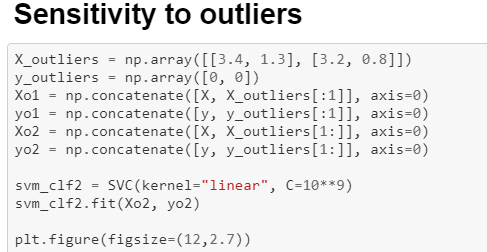 Sensitivity to outliers
X_outliers = np.array([[3.4, 1.3], [3.2, 0.8]])
y_outliers = np.array([0, 0])
Xo1 = np.concatenate([X, X_outliers[:1]], axis=0)
yo1 = np.concatenate([y, y_outliers[:1]], axis=0)
Xo2 = np.concatenate([X, X_outliers[1:]], axis=0)
yo2 = np.concatenate([y, y_outliers[1:]], axis=0)
svm_clf2 = SVC(kernel="linear", C=10**9)
svm_clf2.fit(Xo2, yo2)
plt.figure(figsize=(12,2.7))